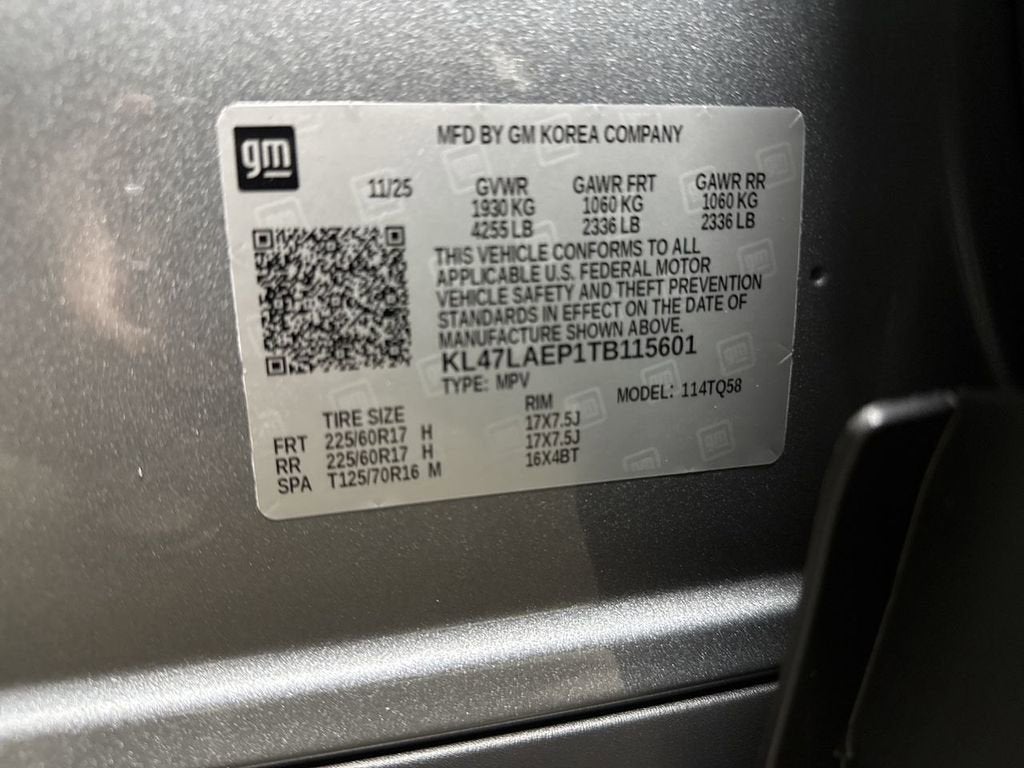 gm
MFD BY GM KOREA COMPANY
11/25 GVWR GAWR FRT GAWR RR
1930 KG 1060 KG 1060 KG
4255 LB 2336 LB 2336 LB
THIS VEHICLE CONFORMS TO ALL
APPLICABLE U.S. FEDERAL MOTOR
VEHICLE SAFETY AND THEFT PREVENTION
STANDARDS IN EFFECT ON THE DATE OF
MANUFACTURE SHOWN ABOVE.
KL47LAEP1TB115601
TYPE: MPV MODEL: 114TQ58
TIRE SIZE RIM
FRT 225/60R17 H 17X7.5J
RR 225/60R17 H 17X7.5J
SPA T125/70R16 M 16X4BT